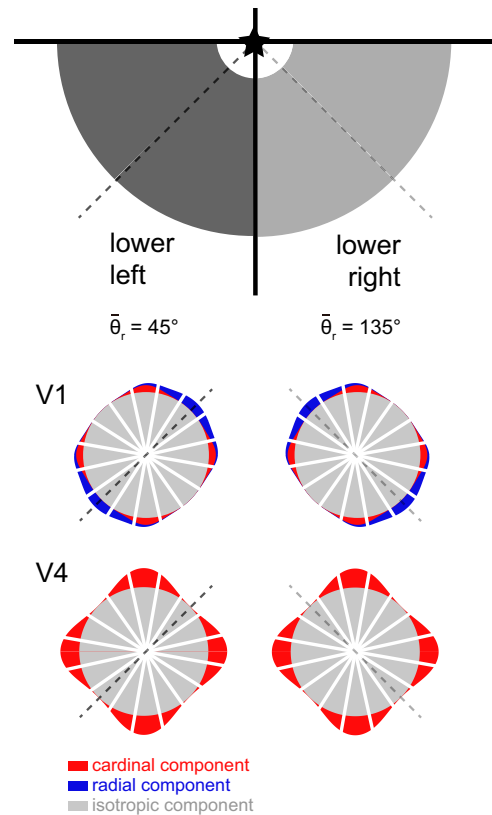 lower
left
lower
right
θ̄r = 45°
θ̄r = 135°
V1
V4
cardinal component
radial component
isotropic component